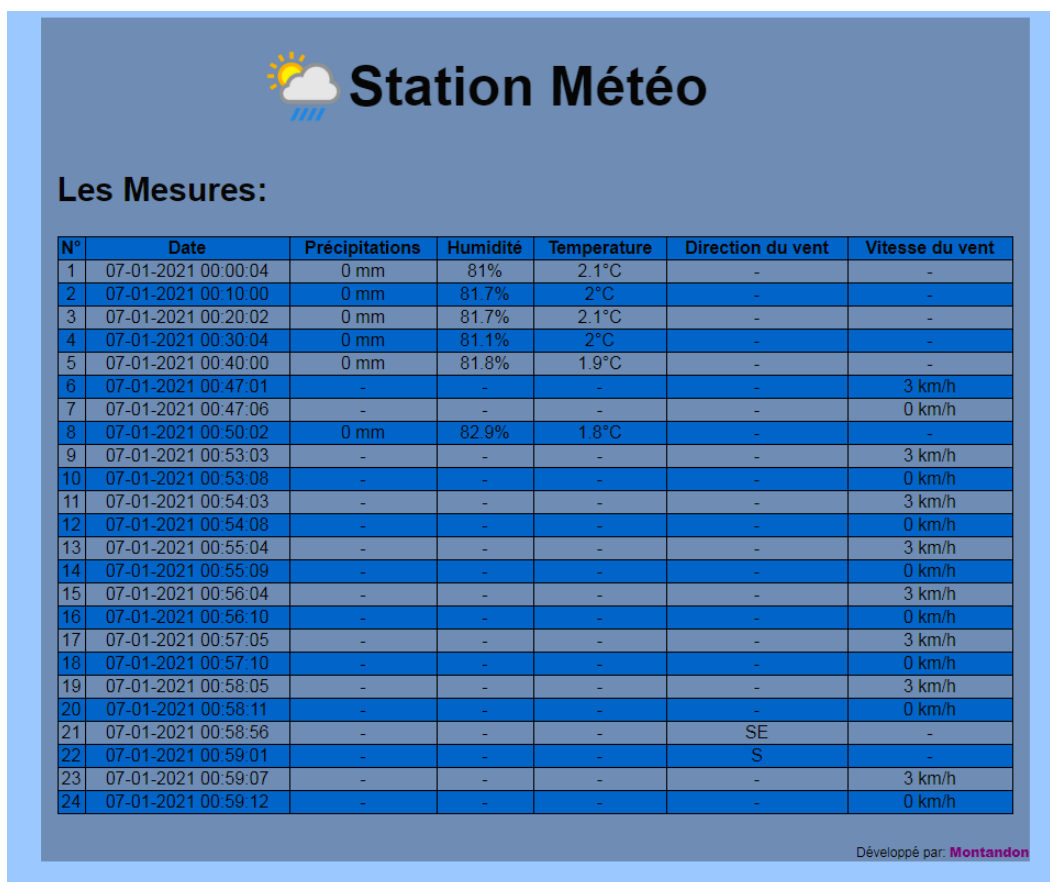 Station Météo
Les Mesures:
N° Date Précipitations Humidité Temperature Direction du vent Vitesse du vent
1 07-01-2021 00:00:04 0 mm 81% 2.1°C - -
2 07-01-2021 00:10:00 0 mm 81.7% 2°C - -
3 07-01-2021 00:20:02 0 mm 81.7% 2.1°C - -
4 07-01-2021 00:30:04 0 mm 81.1% 2°C - -
5 07-01-2021 00:40:00 0 mm 81.8% 1.9°C - -
6 07-01-2021 00:47:01 - - - - 3 km/h
7 07-01-2021 00:47:06 - - - - 0 km/h
8 07-01-2021 00:50:02 0 mm 82.9% 1.8°C - -
9 07-01-2021 00:53:03 - - - - 3 km/h
10 07-01-2021 00:53:08 - - - - 0 km/h
11 07-01-2021 00:54:03 - - - - 3 km/h
12 07-01-2021 00:54:08 - - - - 0 km/h
13 07-01-2021 00:55:04 - - - - 3 km/h
14 07-01-2021 00:55:09 - - - - 0 km/h
15 07-01-2021 00:56:04 - - - - 3 km/h
16 07-01-2021 00:56:10 - - - - 0 km/h
17 07-01-2021 00:57:05 - - - - 3 km/h
18 07-01-2021 00:57:10 - - - - 0 km/h
19 07-01-2021 00:58:05 - - - - 3 km/h
20 07-01-2021 00:58:11 - - - - 0 km/h
21 07-01-2021 00:58:56 - - - SE -
22 07-01-2021 00:59:01 - - - S -
23 07-01-2021 00:59:07 - - - - 3 km/h
24 07-01-2021 00:59:12 - - - - 0 km/h
Développé par: Montandon